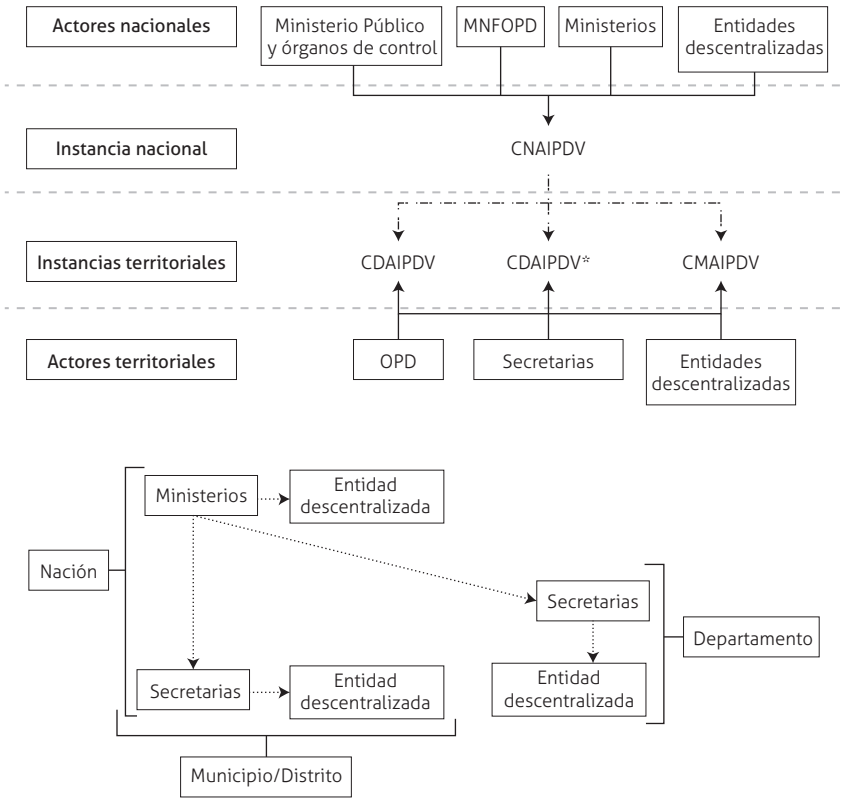 Actores nacionales
Ministerio Público
y órganos de control
MNFOPD
Ministerios
Entidades
descentralizadas
Instancia nacional
CNAIPDV
Instancias territoriales
CDAIPDV
CDAIPDV*
CMAIPDV
Actores territoriales
OPD
Secretarias
Entidades
descentralizadas
Ministerios
Entidad
descentralizada
Nación
Secretarias
Departamento
Secretarias
Entidad
descentralizada
Entidad
descentralizada
Municipio/Distrito